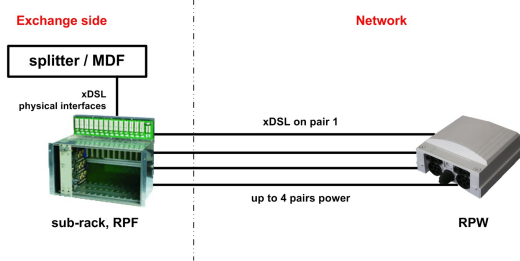 Exchange side
Network
splitter / MDF
xDSL
physical interfaces
xDSL on pair 1
up to 4 pairs power
sub-rack, RPF
RPW